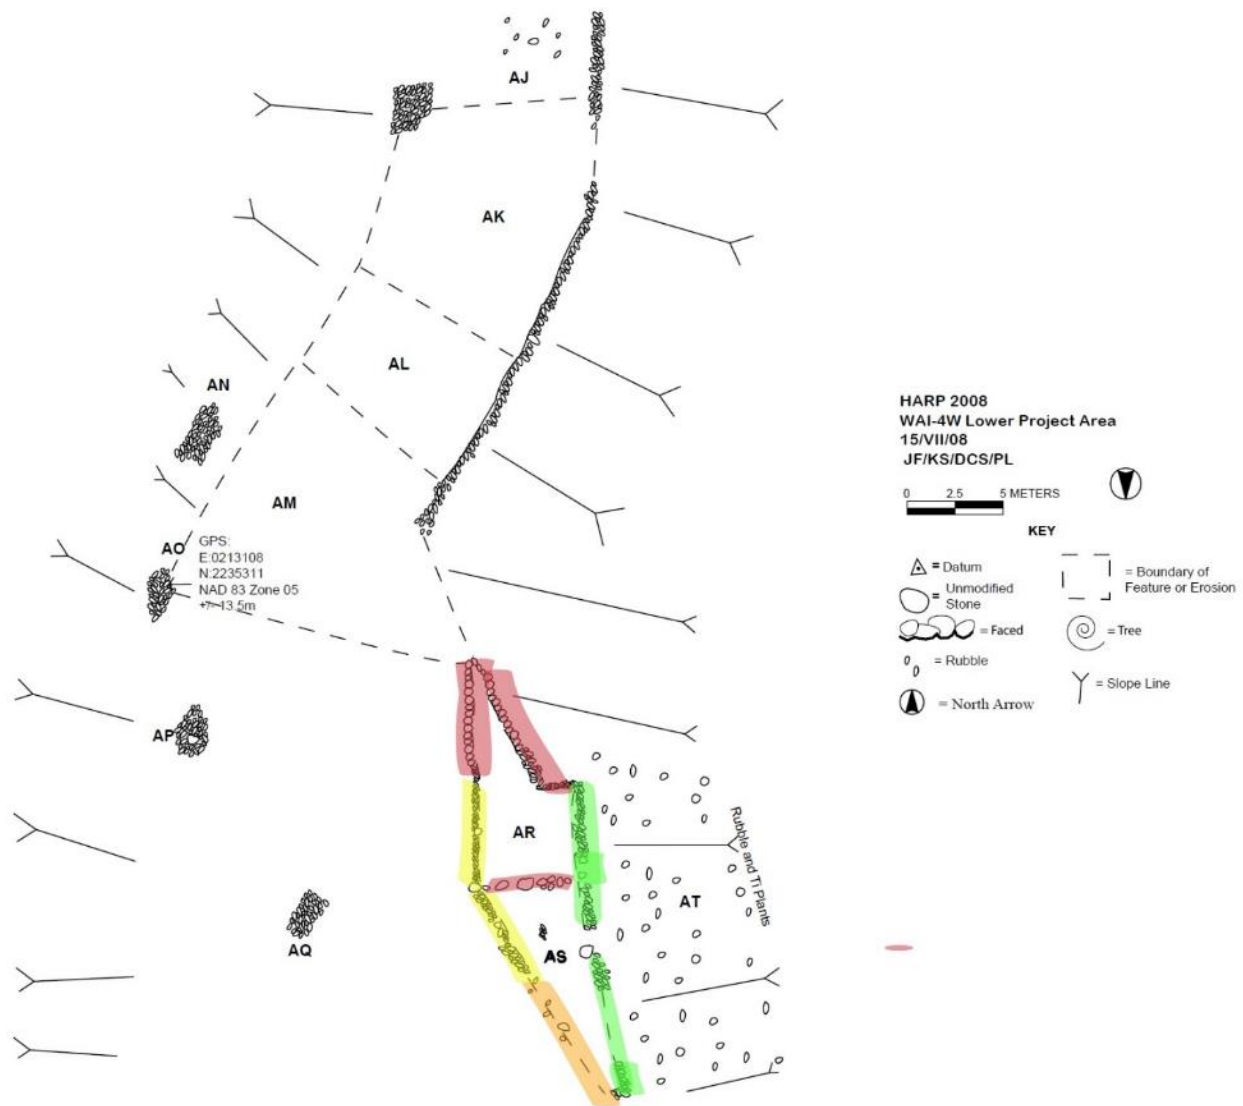 AJ
AK
AL
AN
AM
AO
GPS:
E:0213108
N:2235311
NAD 83 Zone 05
+/- 13.5m
AP
AR
AQ
AS
AT
Rubble and Ti Plants
HARP 2008
WAI-4W Lower Project Area
15/VII/08
JF/KS/DCS/PL
0 2.5 5 METERS
KEY
= Datum
= Unmodified
Stone
= Faced
= Rubble
= North Arrow
= Boundary of
Feature or Erosion
= Tree
= Slope Line